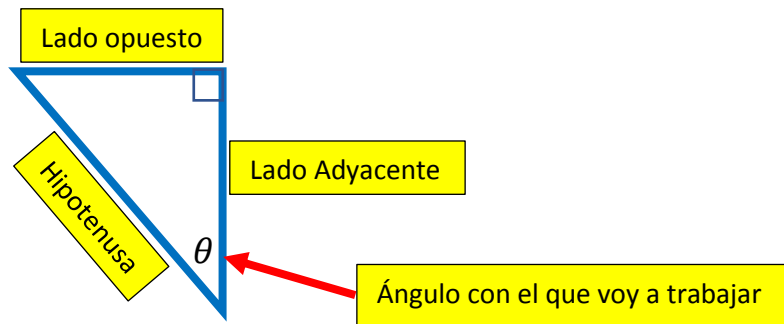 Lado opuesto
Lado Adyacente
Hipotenusa
θ
Ángulo con el que voy a trabajar